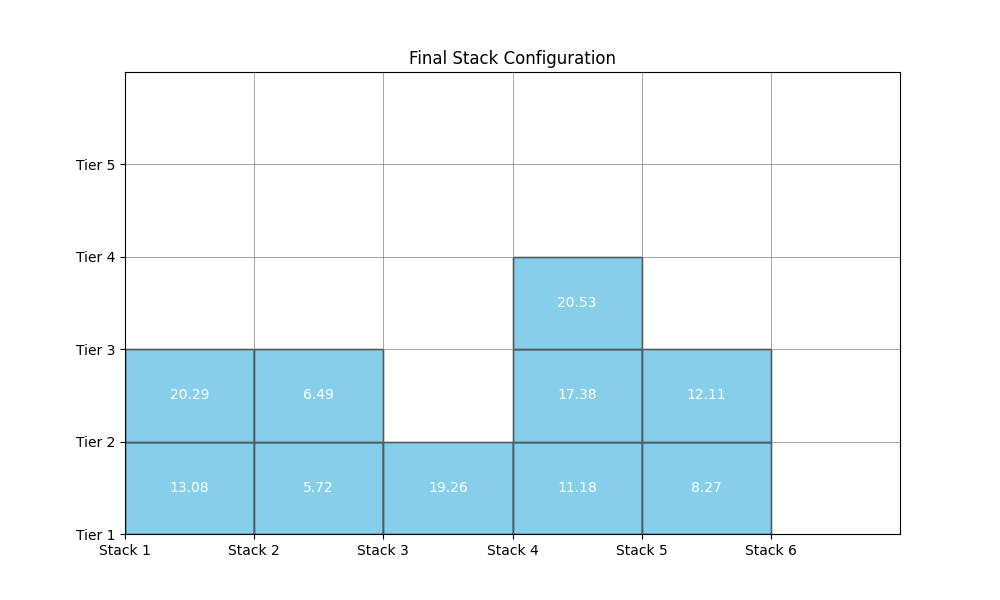 Final Stack Configuration
Tier 5
Tier 4
20.53
Tier 3
20.29 6.49 17.38 12.11
Tier 2
13.08 5.72 19.26 11.18 8.27
Tier 1
Stack 1 Stack 2 Stack 3 Stack 4 Stack 5 Stack 6